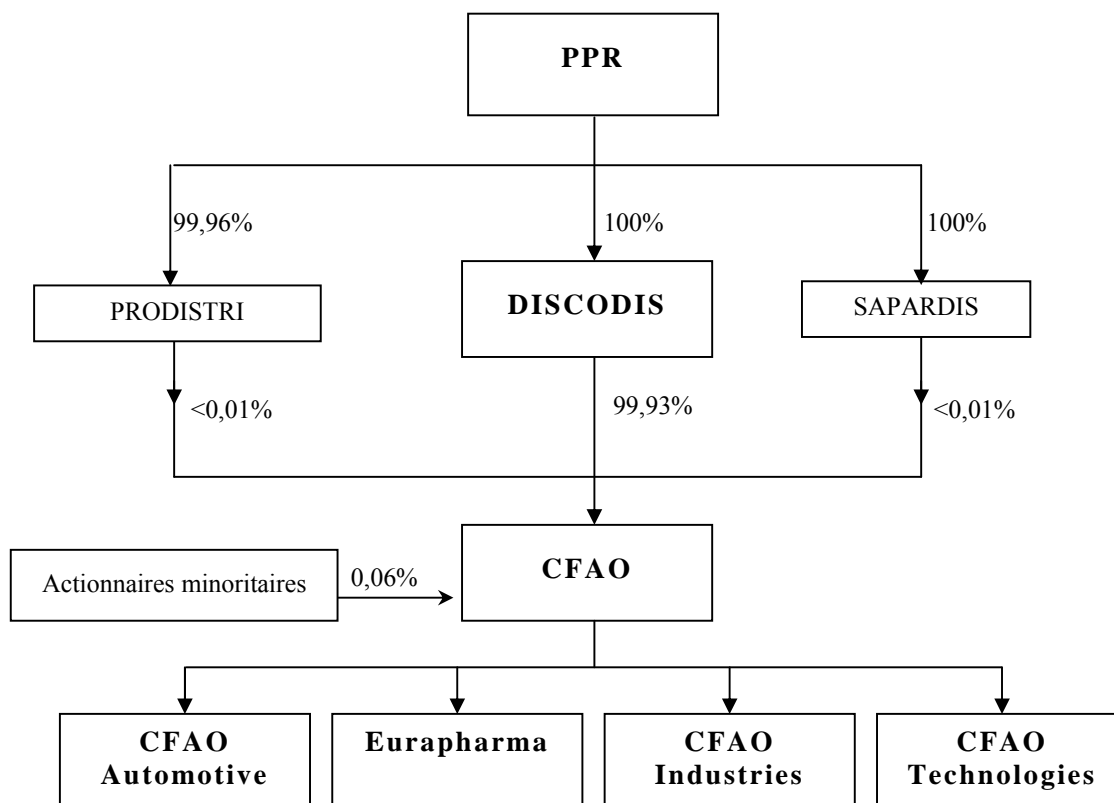 PPR
99,96%
100%
100%
PRODISTRI
DISCODIS
SAPARDIS
<0,01%
99,93%
<0,01%
Actionnaires minoritaires
0,06%
CFAO
CFAO
Automotive
Eurapharma
CFAO
Industries
CFAO
Technologies